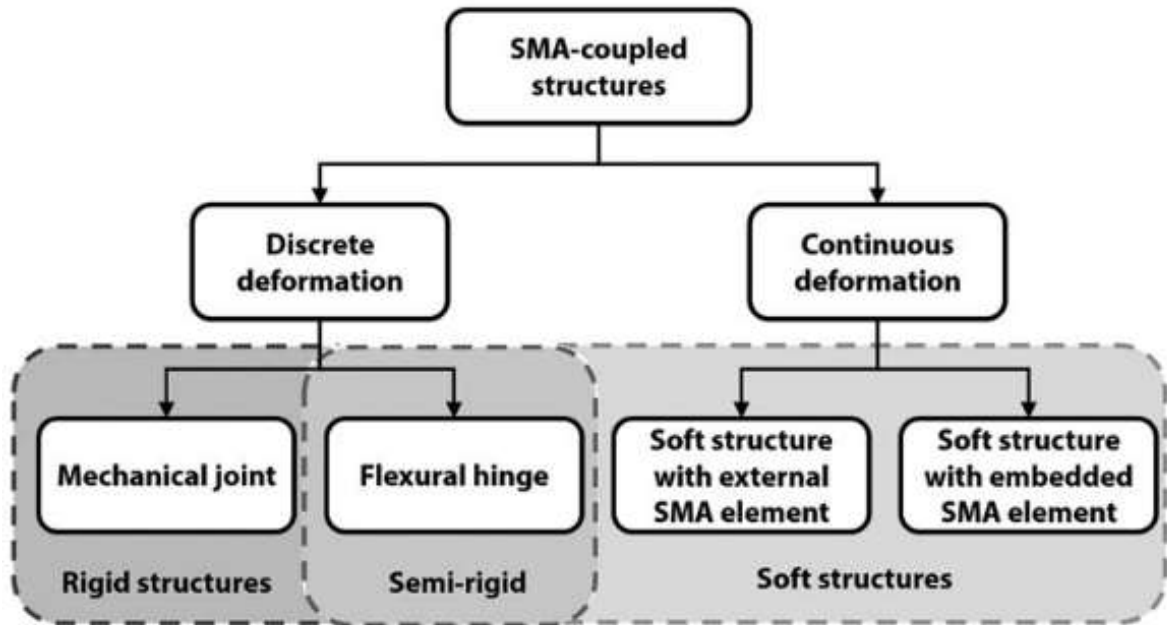 SMA-coupled
structures
Discrete
deformation
Continuous
deformation
Mechanical joint
Flexural hinge
Soft structure
with external
SMA element
Soft structure
with embedded
SMA element
Rigid structures
Semi-rigid
Soft structures